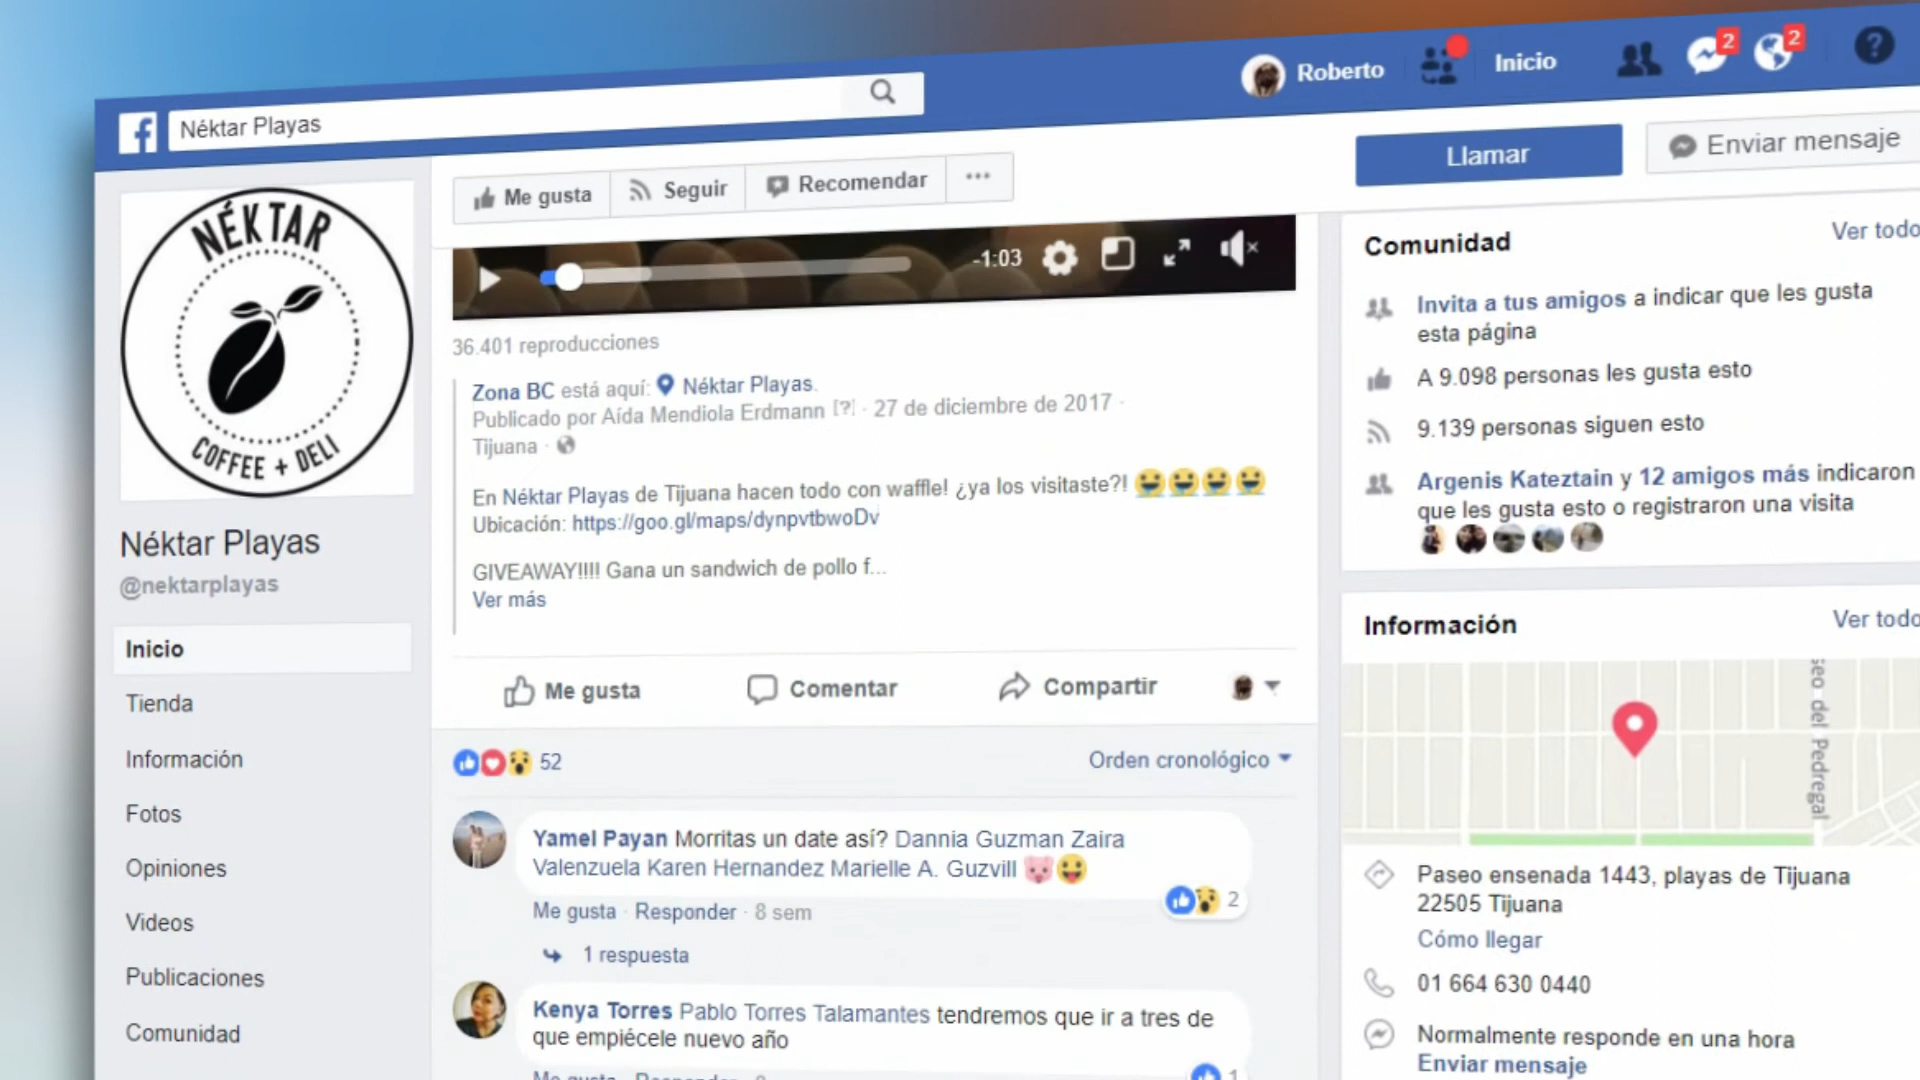 Néktar Playas
Roberto
Inicio
2
2
?
Me gusta
Seguir
Recomendar
...
Llamar
Enviar mensaje
NÉKTAR
COFFEE + DELI
Néktar Playas
@nektarplayas
Inicio
Tienda
Información
Fotos
Opiniones
Videos
Publicaciones
Comunidad
-1:03
36.401 reproducciones
Zona BC está aquí: Néktar Playas.
Publicado por Aída Mendiola Erdmann [?] · 27 de diciembre de 2017 ·
Tijuana ·
En Néktar Playas de Tijuana hacen todo con waffle! ¿ya los visitaste?! 😆😆😆😆
Ubicación: https://goo.gl/maps/dynpvtbwoDv
GIVEAWAY!!!! Gana un sandwich de pollo f...
Ver más
Me gusta
Comentar
Compartir
52
Orden cronológico
Yamel Payan Morritas un date así? Dannia Guzman Zaira
Valenzuela Karen Hernandez Marielle A. Guzvill 🐷😛
2
Me gusta · Responder · 8 sem
1 respuesta
Kenya Torres Pablo Torres Talamantes tendremos que ir a tres de
que empiécele nuevo año
Me gusta · Responder ·
1
Comunidad
Ver todo
Invita a tus amigos a indicar que les gusta
esta página
A 9.098 personas les gusta esto
9.139 personas siguen esto
Argenis Kateztain y 12 amigos más indicaron
que les gusta esto o registraron una visita
Información
Ver todo
seo del Pedregal
Paseo ensenada 1443, playas de Tijuana
22505 Tijuana
Cómo llegar
01 664 630 0440
Normalmente responde en una hora
Enviar mensaje